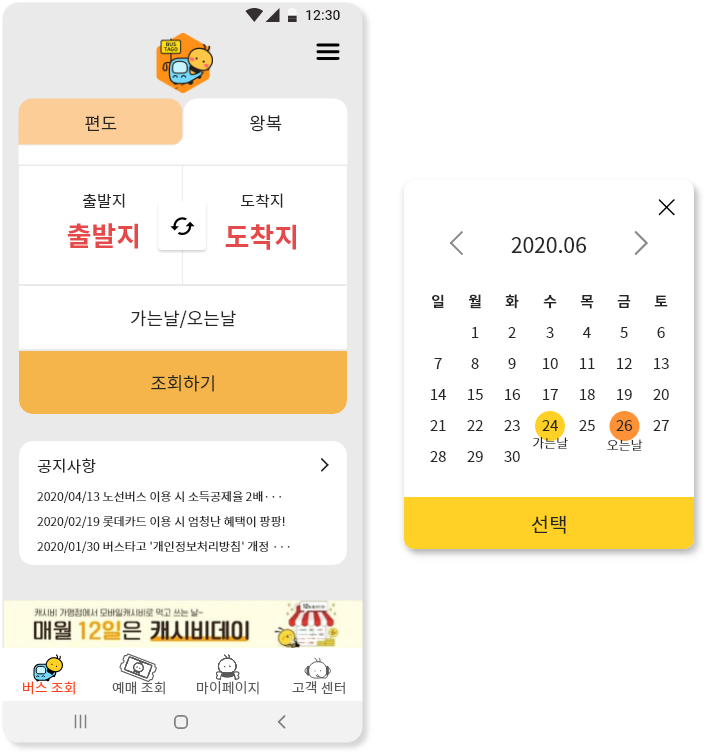 12:30
BUS
TAGO
편도
왕복
출발지
도착지
출발지
도착지
가는날/오는날
조회하기
공지사항
2020/04/13 노선버스 이용 시 소득공제율 2배···
2020/02/19 롯데카드 이용 시 엄청난 혜택이 팡팡!
2020/01/30 버스타고 '개인정보처리방침' 개정 ···
캐시비 가맹점에서 모바일캐시비로 먹고 쓰는 날~
매월 12일은 캐시비데이
버스 조회
예매 조회
마이페이지
고객 센터
2020.06
일 월 화 수 목 금 토
1 2 3 4 5 6
7 8 9 10 11 12 13
14 15 16 17 18 19 20
21 22 23 24 25 26 27
가는날 오는날
28 29 30
선택